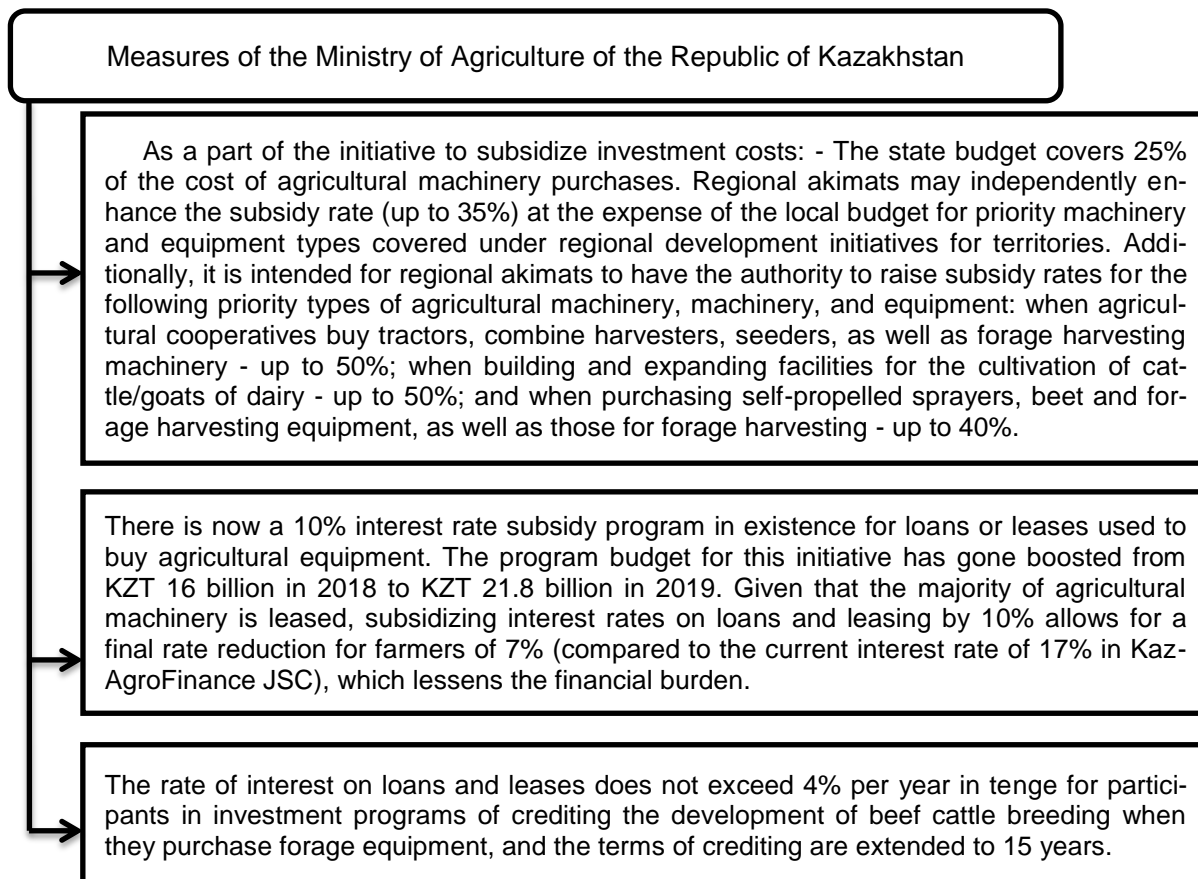 Measures of the Ministry of Agriculture of the Republic of Kazakhstan
As a part of the initiative to subsidize investment costs: - The state budget covers 25%
of the cost of agricultural machinery purchases. Regional akimats may independently en-
hance the subsidy rate (up to 35%) at the expense of the local budget for priority machinery
and equipment types covered under regional development initiatives for territories. Addi-
tionally, it is intended for regional akimats to have the authority to raise subsidy rates for the
following priority types of agricultural machinery, machinery, and equipment: when agricul-
tural cooperatives buy tractors, combine harvesters, seeders, as well as forage harvesting
machinery - up to 50%; when building and expanding facilities for the cultivation of cat-
tle/goats of dairy - up to 50%; and when purchasing self-propelled sprayers, beet and for-
age harvesting equipment, as well as those for forage harvesting - up to 40%.
There is now a 10% interest rate subsidy program in existence for loans or leases used to
buy agricultural equipment. The program budget for this initiative has gone boosted from
KZT 16 billion in 2018 to KZT 21.8 billion in 2019. Given that the majority of agricultural
machinery is leased, subsidizing interest rates on loans and leasing by 10% allows for a
final rate reduction for farmers of 7% (compared to the current interest rate of 17% in Kaz-
AgroFinance JSC), which lessens the financial burden.
The rate of interest on loans and leases does not exceed 4% per year in tenge for partici-
pants in investment programs of crediting the development of beef cattle breeding when
they purchase forage equipment, and the terms of crediting are extended to 15 years.